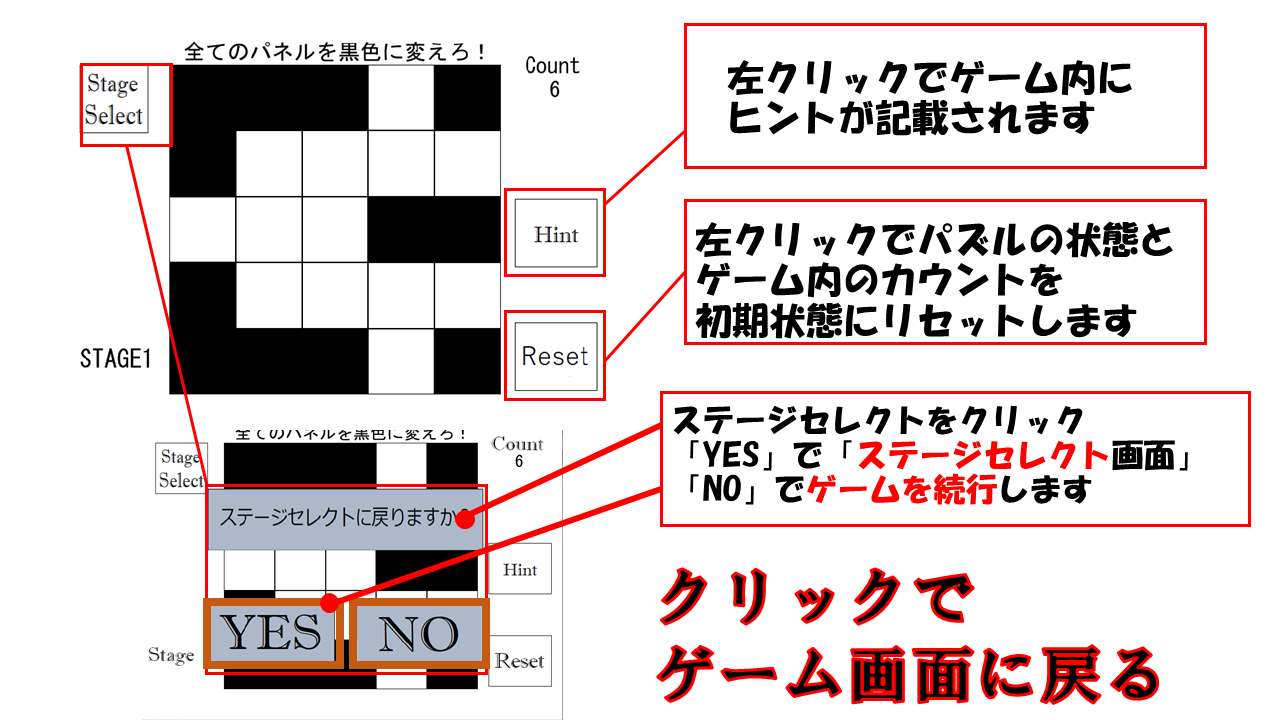 全てのパネルを黒色に変えろ！
Stage
Select
Count
6
Hint
Reset
STAGE1
左クリックでゲーム内に
ヒントが記載されます
左クリックでパズルの状態と
ゲーム内のカウントを
初期状態にリセットします
ステージセレクトをクリック
「YES」で「ステージセレクト画面」
「NO」でゲームを続行します
全てのパネルを黒色に変えろ！
Stage
Select
Count
6
ステージセレクトに戻りますか？
Hint
YES
NO
Stage
Reset
クリックで
ゲーム画面に戻る